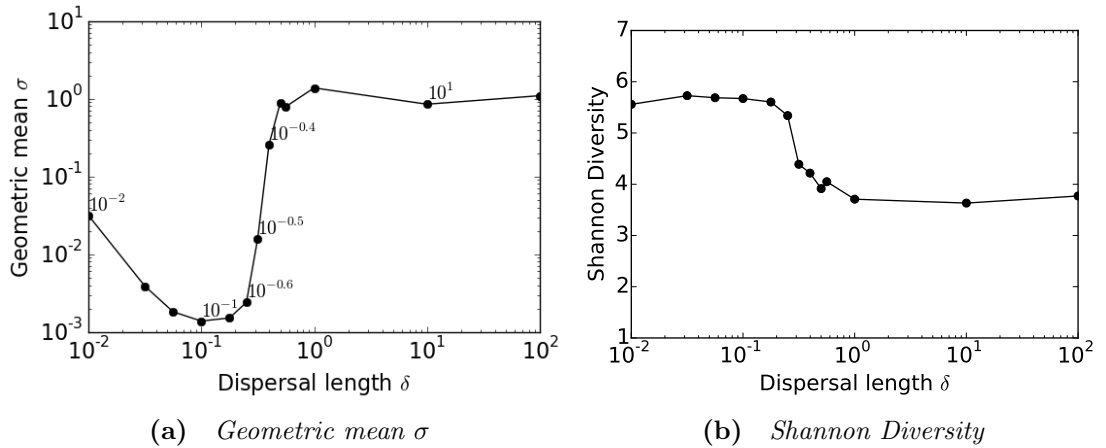 10^1
10^0
10^-1
10^-2
10^-3
Geometric mean σ
10^-2
10^-1
10^-0.6
10^-0.5
10^-0.4
10^1
10^-2 10^-1 10^0 10^1 10^2
Dispersal length δ
(a) Geometric mean σ
7
6
5
4
3
2
1
Shannon Diversity
10^-2 10^-1 10^0 10^1 10^2
Dispersal length δ
(b) Shannon Diversity